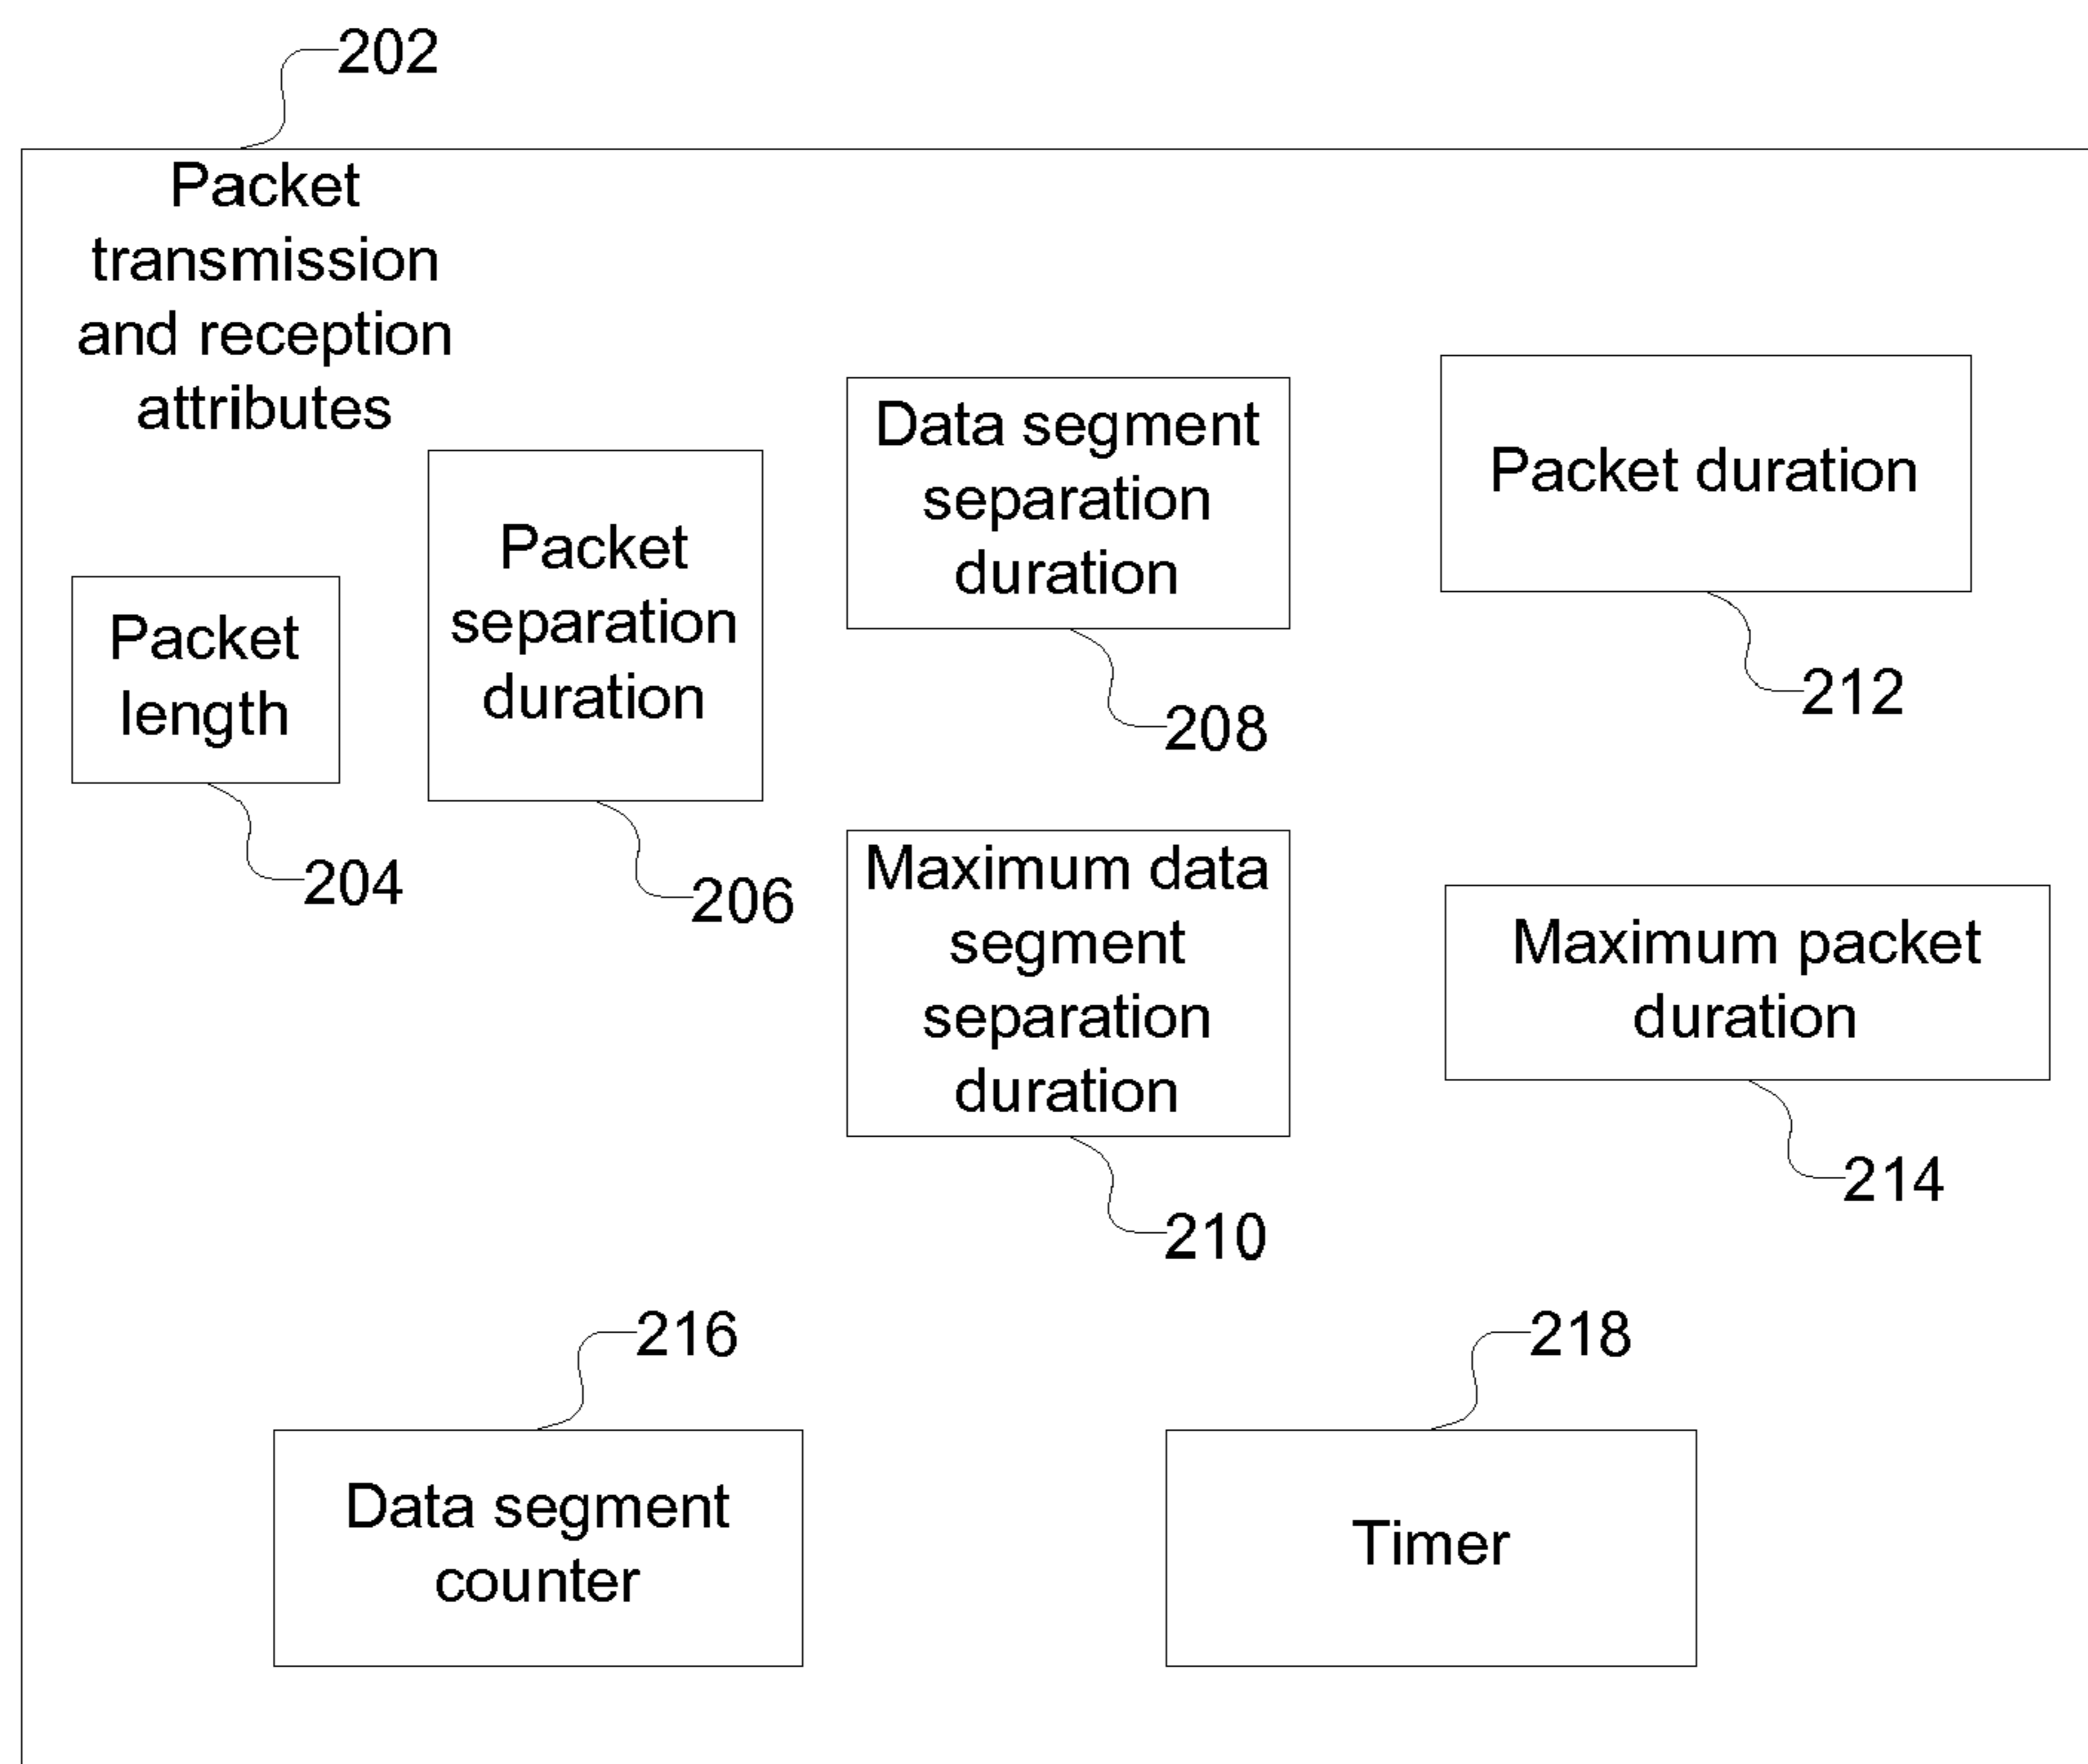 202
Packet
transmission
and reception
attributes
Packet
length
204
Packet
separation
duration
206
Data segment
separation
duration
208
Packet duration
212
Maximum data
segment
separation
duration
210
Maximum packet
duration
214
216
Data segment
counter
218
Timer